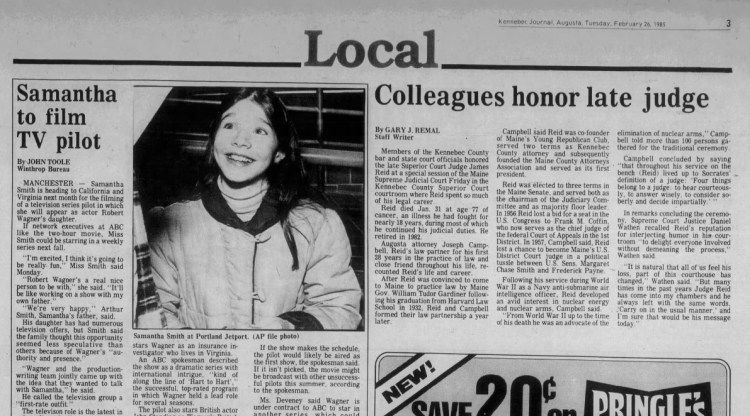 Kennebec Journal, Augusta, Tuesday, February 26, 1985
3
Local
Samantha
to film
TV pilot
By JOHN TOOLE
Winthrop Bureau
MANCHESTER — Samantha
Smith is heading to California and
Virginia next month for the filming
of a television series pilot in which
she will appear as actor Robert
Wagner's daughter.
If network executives at ABC
like the two-hour movie, Miss
Smith could be starring in a weekly
series next fall.
"I'm excited, I think it's going to
be really fun," Miss Smith said
Monday.
"Robert Wagner's a real nice
person to be with," she said. "It'll
be like working on a show with my
own father."
"We're very happy," Arthur
Smith, Samantha's father, said.
His daughter has had numerous
television offers, but Smith said
the family thought this opportunity
seemed less speculative than
others because of Wagner's "au-
thority and presence."
"Wagner and the production-
writing team jointly came up with
the idea that they wanted to talk
with Samantha," he said.
He called the television group a
"first-rate outfit."
The television role is the latest in
Samantha Smith at Portland Jetport. (AP file photo)
stars Wagner as an insurance in-
vestigator who lives in Virginia.
An ABC spokesman described
the show as a dramatic series with
international intrigue, "kind of
along the line of 'Hart to Hart',"
the successful, top-rated program
in which Wagner held a lead role
for several seasons.
The pilot also stars British actor
If the show makes the schedule,
the pilot would likely be aired as
the first show, the spokesman said.
If it isn't picked, the movie might
be broadcast with other unsuccess-
ful pilots this summer, according
to the spokesman.
Ms. Deveney said Wagner is
under contract to ABC to star in
another series, which could
Colleagues honor late judge
By GARY J. REMAL
Staff Writer
Members of the Kennebec County
bar and state court officials honored
the late Superior Court Judge James
Reid at a special session of the Maine
Supreme Judicial Court Friday in the
Kennebec County Superior Court
courtroom where Reid spent so much
of his legal career.
Reid died Jan. 31 at age 77 of
cancer, an illness he had fought for
nearly 18 years, during most of which
he continued his judicial duties. He
retired in 1982.
Augusta attorney Joseph Camp-
bell, Reid's law partner for his first
28 years in the practice of law and
close friend throughout his life, re-
counted Reid's life and career.
After Reid was convinced to come
to Maine to practice law by Maine
Gov. William Tudor Gardiner follow-
ing his graduation from Harvard Law
School in 1932, Reid and Campbell
formed their law partnership a year
later.
Campbell said Reid was co-founder
of Maine's Young Republican Club,
served two terms as Kennebec
County attorney and subsequently
founded the Maine County Attorneys
Association and served as its first
president.
Reid was elected to three terms in
the Maine Senate, and served both as
the chairman of the Judiciary Com-
mittee and as majority floor leader.
In 1956 Reid lost a bid for a seat in the
U.S. Congress to Frank M. Coffin,
who now serves as the chief judge of
the federal Court of Appeals in the 1st
District. In 1957, Campbell said, Reid
lost a chance to become Maine's U.S.
District Court judge in a political
tussle between U.S. Sens. Margaret
Chase Smith and Frederick Payne.
Following his service during World
War II as a Navy anti-submarine air
intelligence officer, Reid developed
an avid interest in nuclear energy
and nuclear arms, Campbell said.
"From World War II up to the time
of his death he was an advocate of the
elimination of nuclear arms," Camp-
bell told more than 100 persons ga-
thered for the traditional ceremony.
Campbell concluded by saying
"that throughout his service on the
bench (Reid) lived up to Socrates'
definition of a judge. 'Four things
belong to a judge: to hear courteous-
ly, to answer wisely, to consider so-
berly and decide impartially.'"
In remarks concluding the ceremo-
ny, Supreme Court Justice Daniel
Wathen recalled Reid's reputation
for interjecting humor in his cour-
troom "to delight everyone involved
without demeaning the process,"
Wathen said.
"It is natural that all of us feel his
loss, part of this courthouse has
changed," Wathen said. "But many
times in the past years Judge Reid
has come into my chambers and he
always left with the same words,
'Carry on in the usual manner,' and
I'm sure that would be his message
today."
NEW!
SAVE 20¢
PRINGLE'S